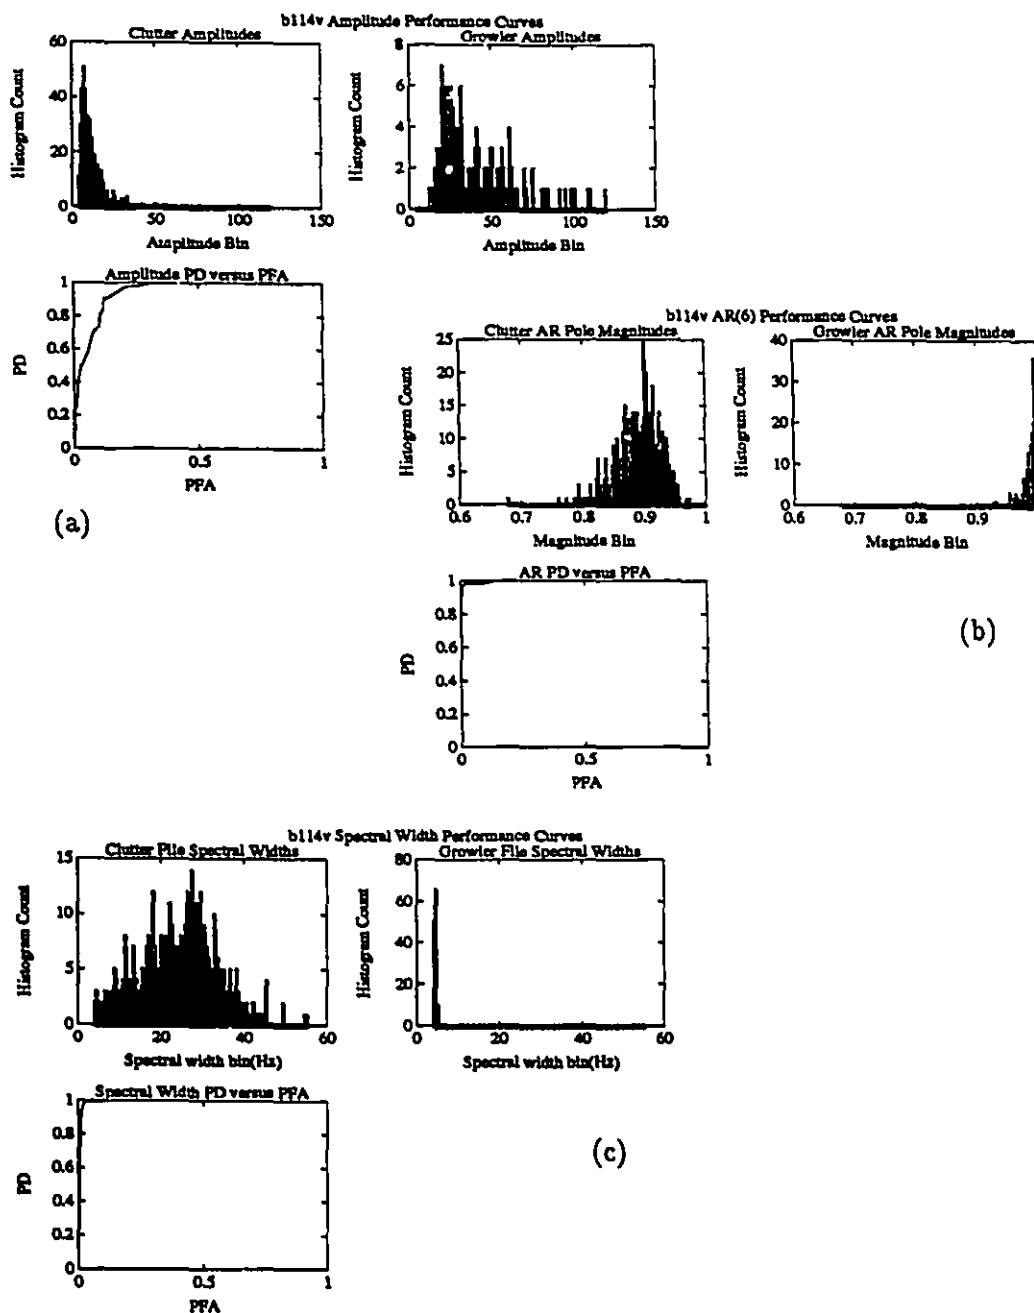 b114v Amplitude Performance Curves
Clutter Amplitudes
Growler Amplitudes
Histogram Count
60
40
20
0
0 50 100 150
Amplitude Bin
Histogram Count
8
6
4
2
0
0 50 100 150
Amplitude Bin
Amplitude PD versus PFA
PD
1
0.8
0.6
0.4
0.2
0
0 0.5 1
PFA
(a)
b114v AR(6) Performance Curves
Clutter AR Pole Magnitudes
Growler AR Pole Magnitudes
Histogram Count
25
20
15
10
5
0
0.6 0.7 0.8 0.9 1
Magnitude Bin
Histogram Count
40
30
20
10
0
0.6 0.7 0.8 0.9
Magnitude Bin
AR PD versus PFA
PD
1
0.8
0.6
0.4
0.2
0
0 0.5 1
PFA
(b)
b114v Spectral Width Performance Curves
Clutter File Spectral Widths
Growler File Spectral Widths
Histogram Count
15
10
5
0
0 20 40 60
Spectral width bin(Hz)
Histogram Count
80
60
40
20
0
0 20 40 60
Spectral width bin(Hz)
Spectral Width PD versus PFA
PD
1
0.8
0.6
0.4
0.2
0
0 0.5 1
PFA
(c)